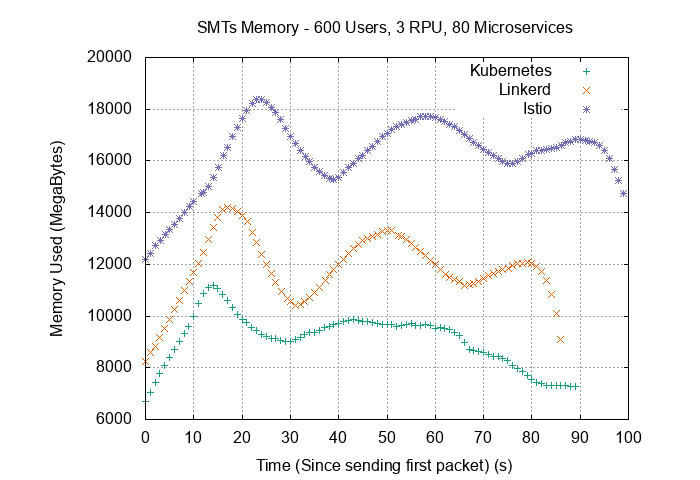 SMTs Memory - 600 Users, 3 RPU, 80 Microservices
20000
18000
16000
14000
12000
10000
8000
6000
Memory Used (MegaBytes)
Kubernetes
Linkerd
Istio
0 10 20 30 40 50 60 70 80 90 100
Time (Since sending first packet) (s)